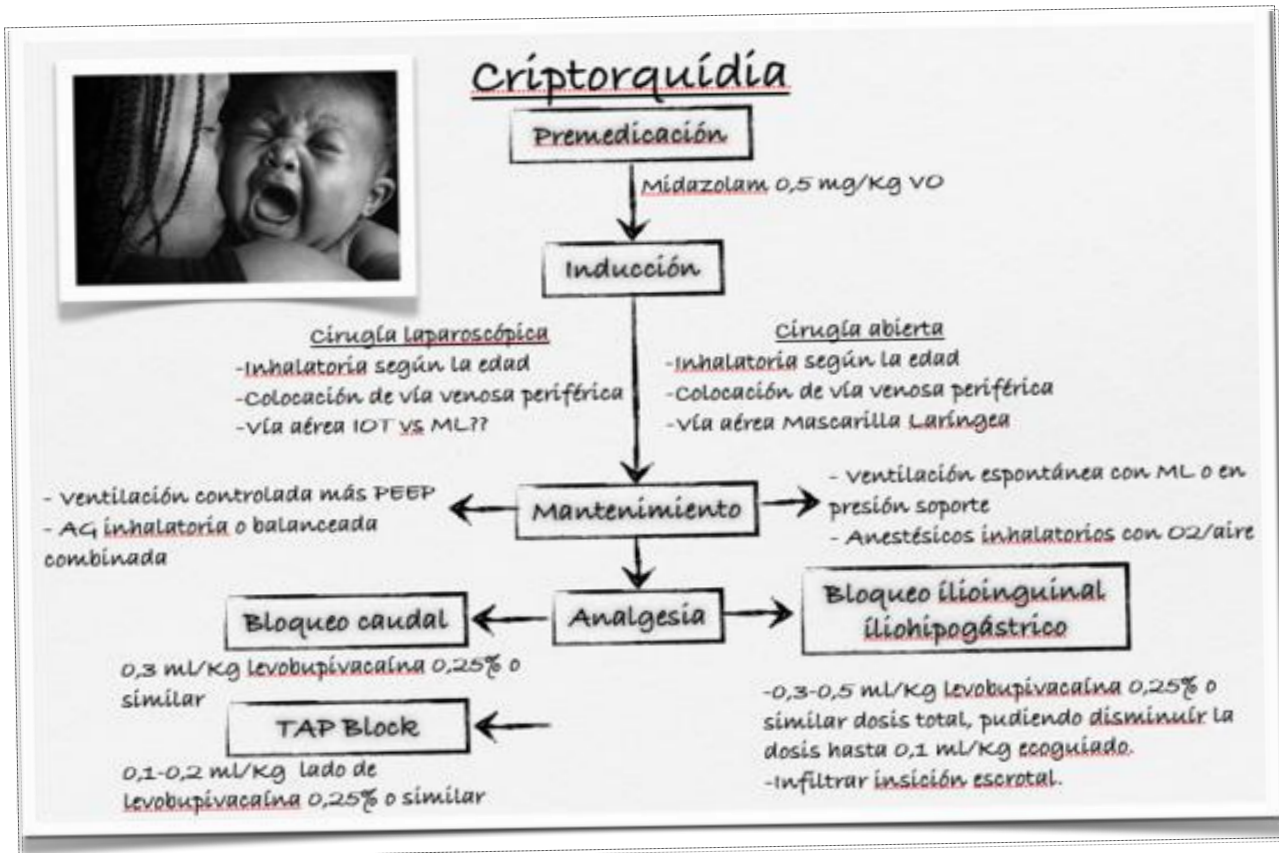 Criptorquidia
Premedicación
Midazolam 0,5 mg/Kg VO
Inducción
Cirugía laparoscópica
-Inhalatoria según la edad
-Colocación de vía venosa periférica
-Vía aérea IOT vs ML??
Cirugía abierta
-Inhalatoria según la edad
-Colocación de vía venosa periférica
-Vía aérea Mascarilla Laríngea
Mantenimiento
- Ventilación controlada más PEEP
- AG inhalatoria o balanceada
combinada
- Ventilación espontánea con ML o en
presión soporte
- Anestésicos inhalatorios con O2/aire
Analgesia
Bloqueo caudal
0,3 ml/Kg levobupivacaína 0,25% o
similar
TAP Block
0,1-0,2 ml/Kg lado de
levobupivacaína 0,25% o similar
Bloqueo ilioinguinal
iliohipogástrico
-0,3-0,5 ml/Kg levobupivacaína 0,25% o
similar dosis total, pudiendo disminuir la
dosis hasta 0,1 ml/Kg ecoguiado.
-Infiltrar insición escrotal.